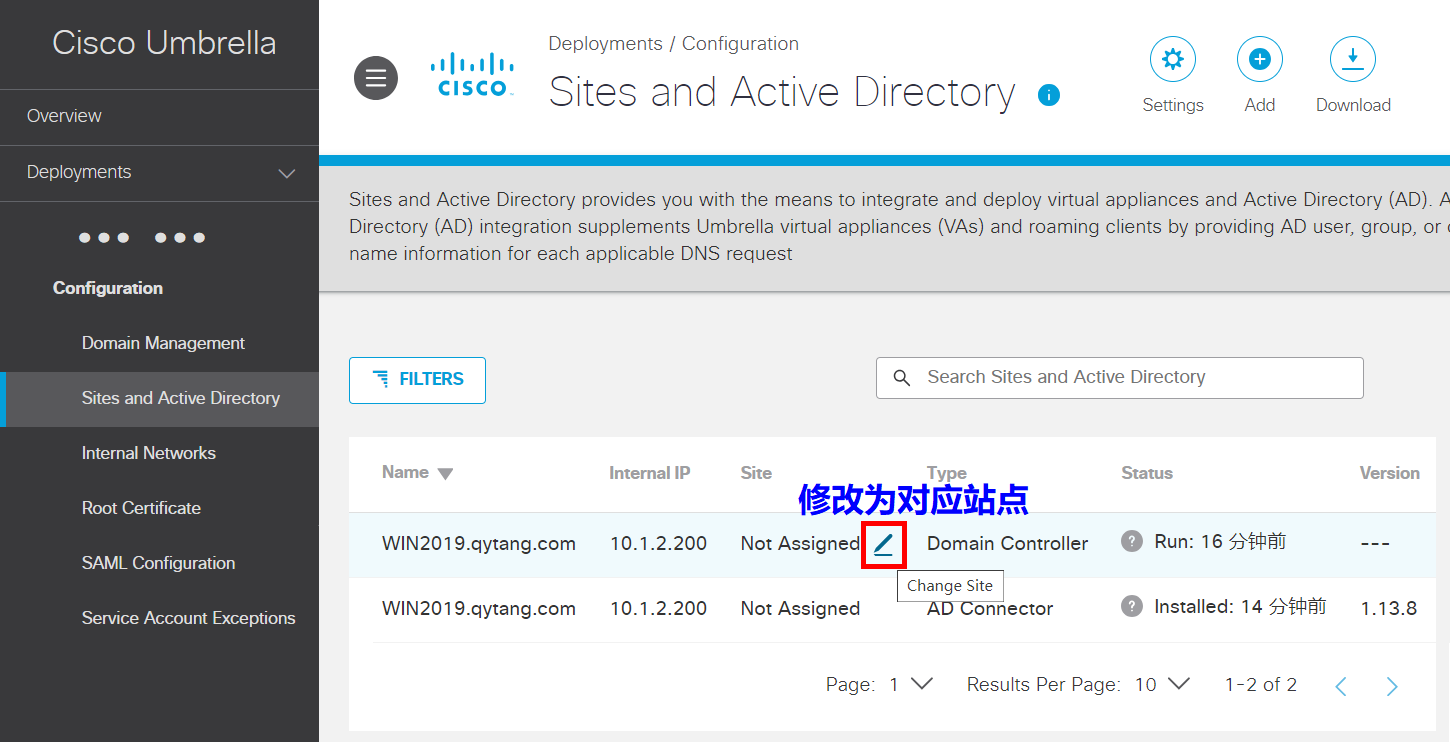 Cisco Umbrella
Overview
Deployments
Configuration
Domain Management
Sites and Active Directory
Internal Networks
Root Certificate
SAML Configuration
Service Account Exceptions
CISCO
Deployments / Configuration
Sites and Active Directory
Settings
Add
Download
Sites and Active Directory provides you with the means to integrate and deploy virtual appliances and Active Directory (AD). A
Directory (AD) integration supplements Umbrella virtual appliances (VAs) and roaming clients by providing AD user, group, or
name information for each applicable DNS request
FILTERS
Search Sites and Active Directory
Name Internal IP Site Type Status Version
修改为对应站点
WIN2019.qytang.com 10.1.2.200 Not Assigned Domain Controller Run: 16 分钟前 ---
Change Site
WIN2019.qytang.com 10.1.2.200 Not Assigned AD Connector Installed: 14 分钟前 1.13.8
Page: 1 Results Per Page: 10 1-2 of 2